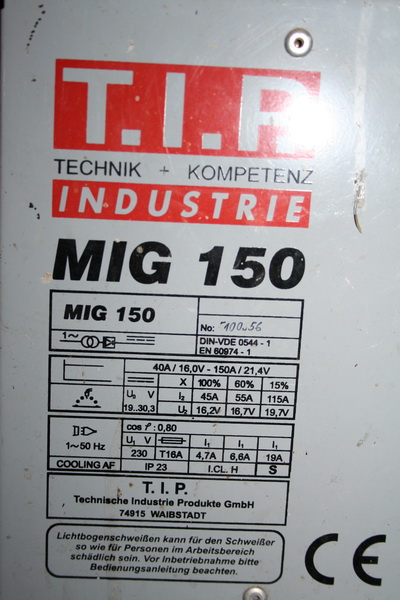 T.I.P.
TECHNIK + KOMPETENZ
INDUSTRIE
MIG 150
MIG 150
No:
DIN-VDE 0544 - 1
EN 60974 - 1
1~
40A / 16,0V - 150A / 21,4V
X 100% 60% 15%
U₀ V I₂ 45A 55A 115A
19..30,3 U₂ 16,2V 16,7V 19,7V
cos f : 0,80
1~50 Hz U₁ V I₁ I₁ I₁
230 T16A 4,7A 6,6A 19A
COOLING AF IP 23 I.CL. H S
T. I. P.
Technische Industrie Produkte GmbH
74915 WAIBSTADT
Lichtbogenschweißen kann für den Schweißer
so wie für Personen im Arbeitsbereich
schädlich sein. Vor Inbetriebnahme bitte
Bedienungsanleitung beachten.
CE